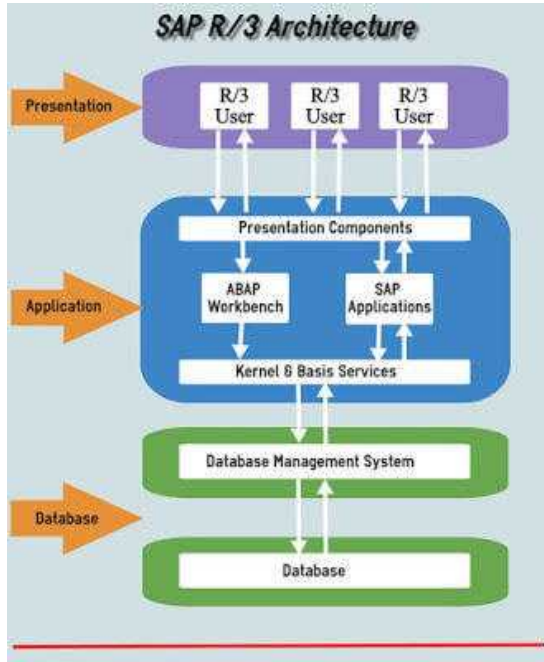 SAP R/3 Architecture
Presentation
R/3
User
R/3
User
R/3
User
Presentation Components
Application
ABAP
Workbench
SAP
Applications
Kernel & Basis Services
Database Management System
Database
Database